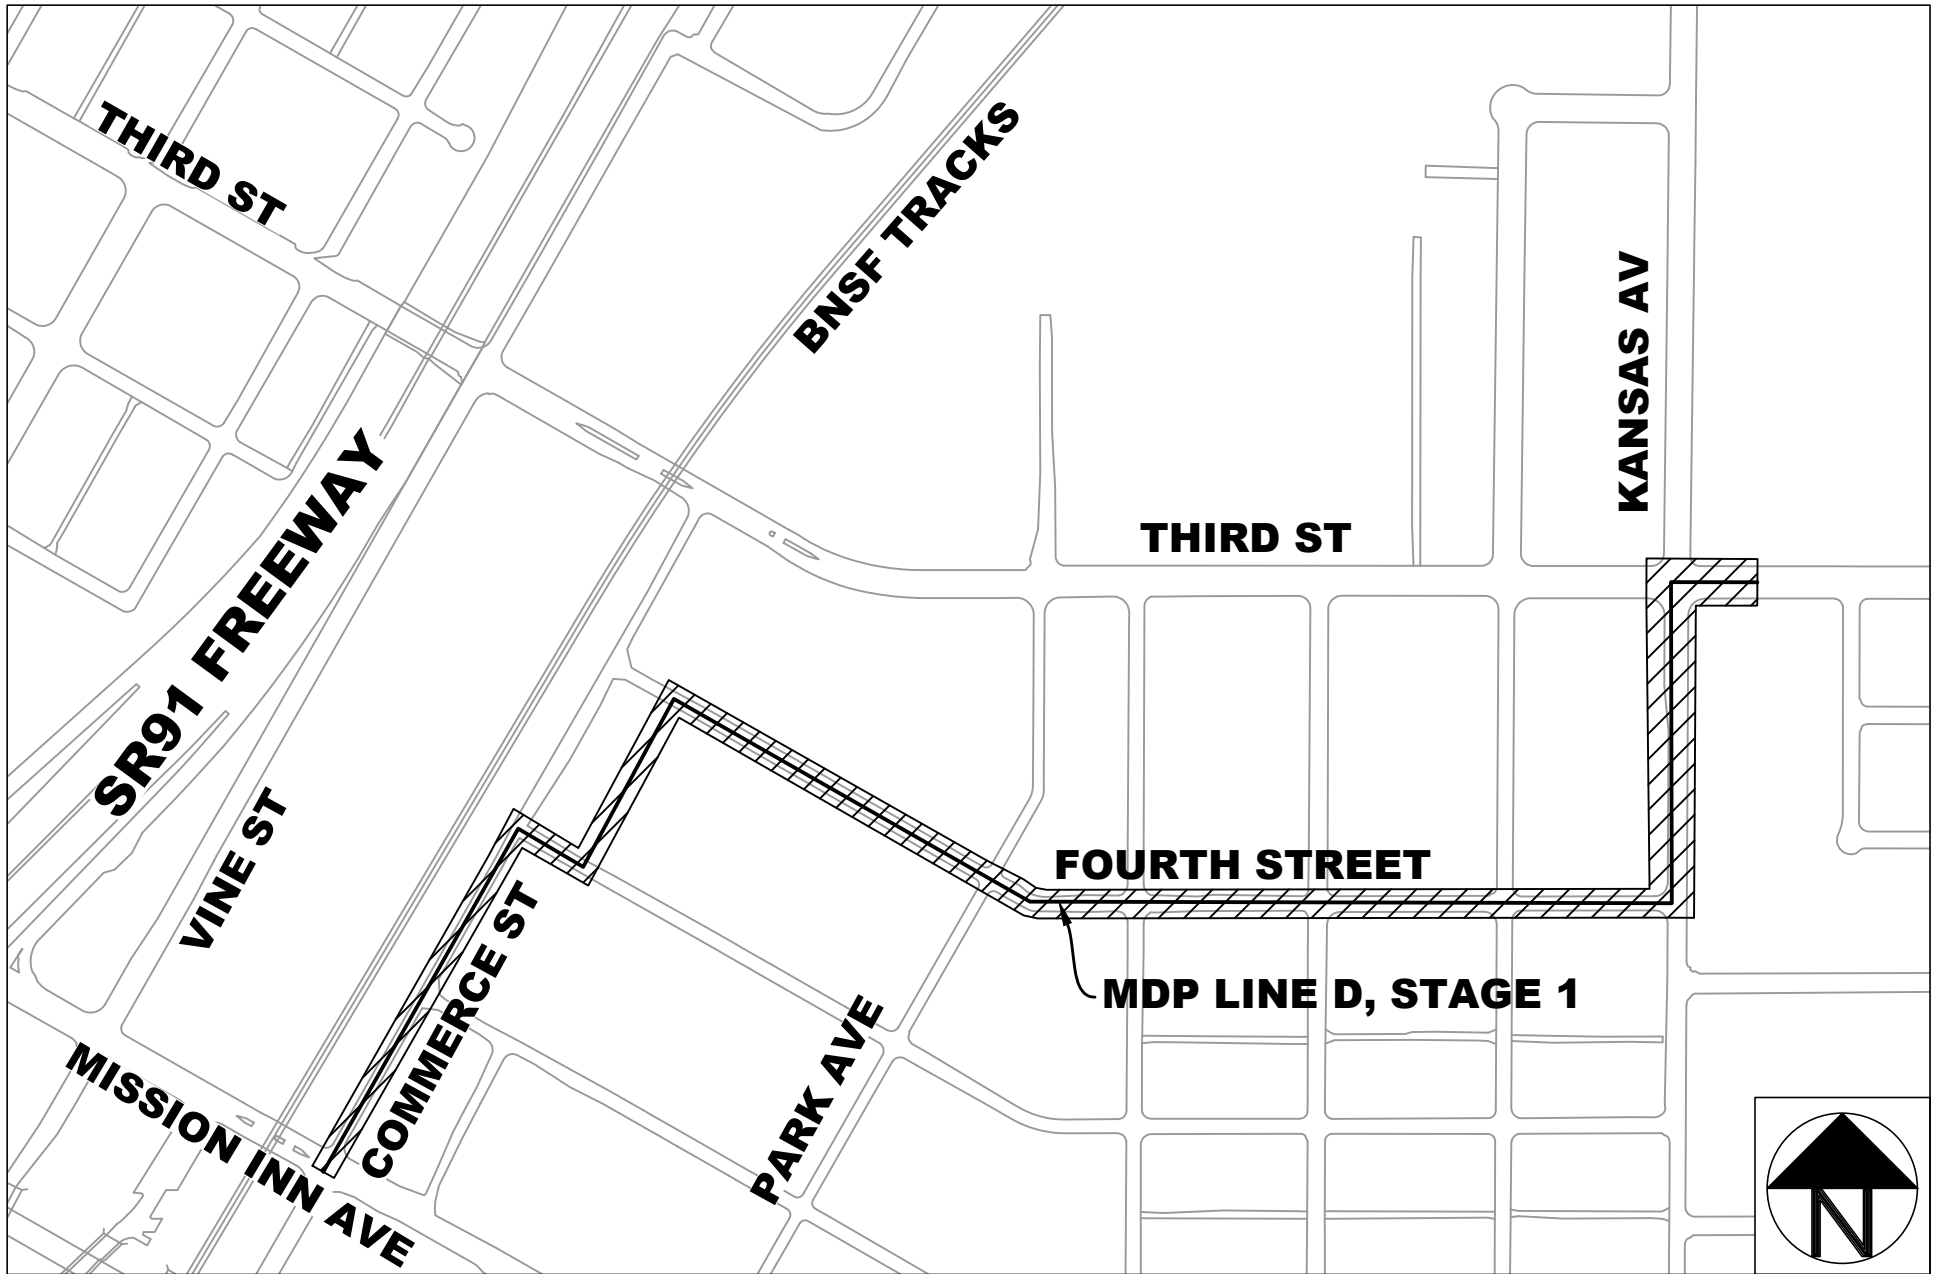 THIRD ST
BNSF TRACKS
KANSAS AV
SR91 FREEWAY
THIRD ST
VINE ST
FOURTH STREET
COMMERCE ST
MDP LINE D, STAGE 1
PARK AVE
MISSION INN AVE
N